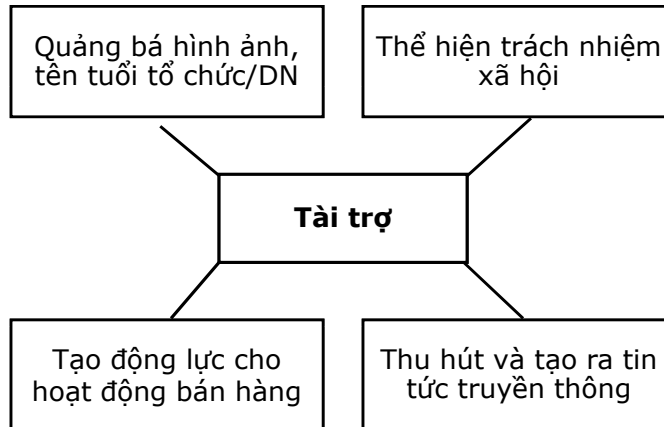 Quảng bá hình ảnh,
tên tuổi tổ chức/DN
Thể hiện trách nhiệm
xã hội
Tài trợ
Tạo động lực cho
hoạt động bán hàng
Thu hút và tạo ra tin
tức truyền thông